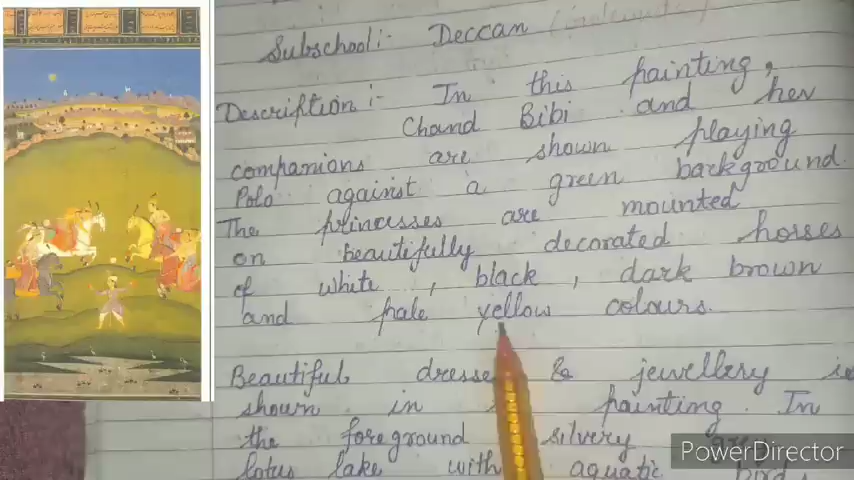 Subschool:- Deccan
Description:- In this painting,
Chand Bibi and her
companions are shown playing
Polo against a green background.
The princesses are mounted
on beautifully decorated horses
of white, black, dark brown
and pale yellow colours.
Beautiful dresses & jewellery is
shown in painting. In
the foreground silvery grey
lotus lake with aquatic birds
PowerDirector